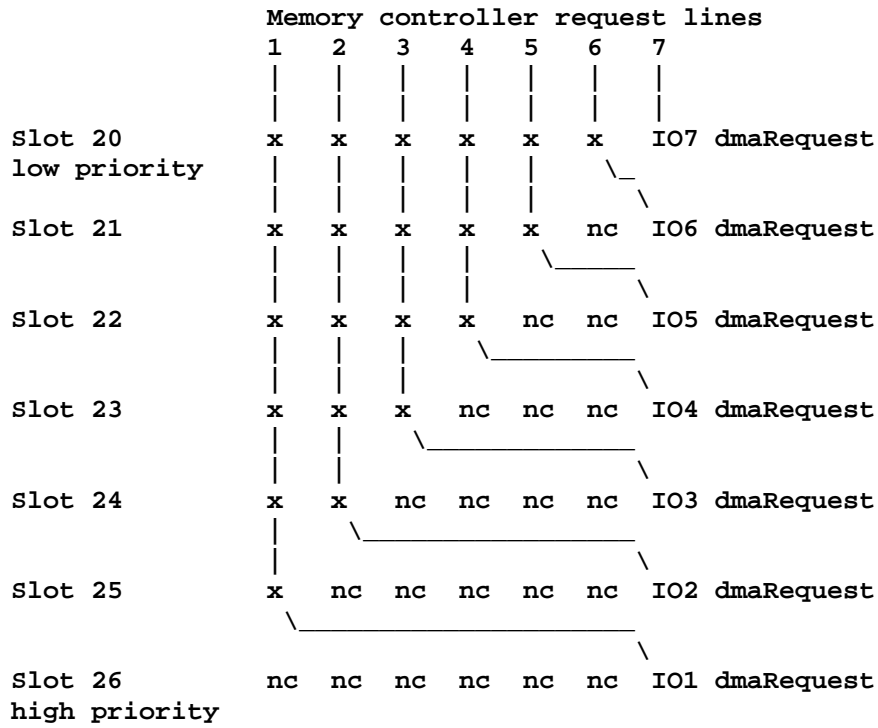 Memory controller request lines
1 2 3 4 5 6 7
Slot 20 x x x x x x IO7 dmaRequest
low priority
Slot 21 x x x x x nc IO6 dmaRequest
Slot 22 x x x x nc nc IO5 dmaRequest
Slot 23 x x x nc nc nc IO4 dmaRequest
Slot 24 x x nc nc nc nc IO3 dmaRequest
Slot 25 x nc nc nc nc nc IO2 dmaRequest
Slot 26 nc nc nc nc nc nc IO1 dmaRequest
high priority